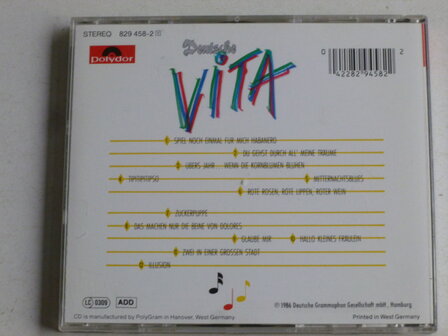 STEREO 829 458-2
Polydor
Deutsche
VITA
0 42282 94582 2
SPIEL NOCH EINMAL FÜR MICH HABANERO
DU GEHST DURCH ALL' MEINE TRÄUME
ÜBERS JAHR... WENN DIE KORNBLUMEN BLÜHEN
TIPITIPITIPSO
MITTERNACHTSBLUES
ROTE ROSEN, ROTE LIPPEN, ROTER WEIN
ZUCKERPUPPE
DAS MACHEN NUR DIE BEINE VON DOLORES
GLAUBE MIR
HALLO KLEINES FRÄULEIN
ZWEI IN EINER GROSSEN STADT
ILLUSION
LC 0309 ADD
℗ 1986 Deutsche Grammophon Gesellschaft mbH, Hamburg
CD is manufactured by PolyGram in Hanover, West Germany
Printed in West Germany